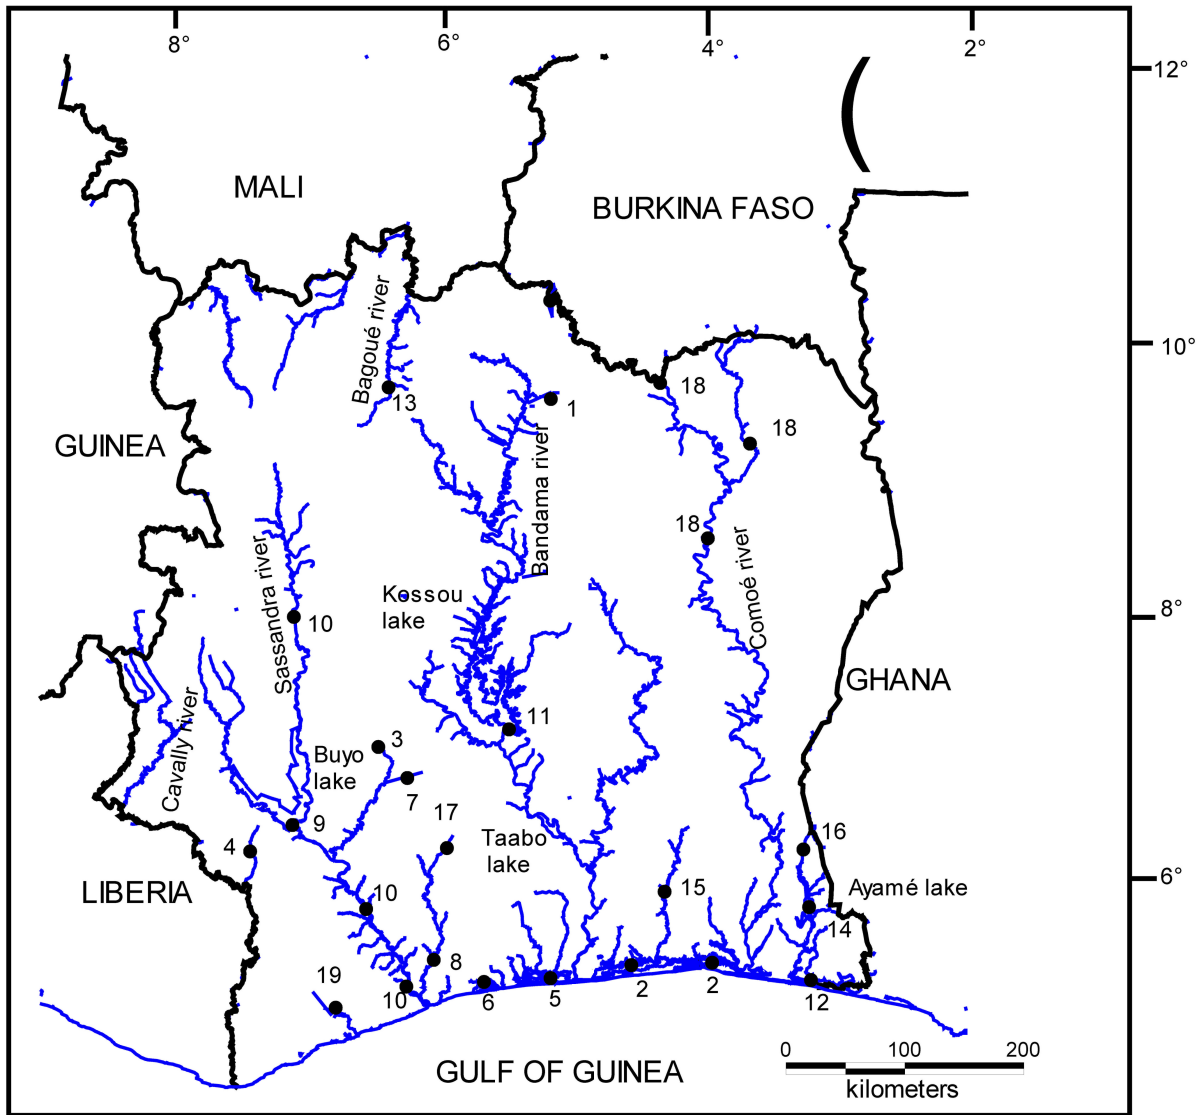 8°
6°
4°
2°
12°
MALI
BURKINA FASO
Bagoué river
10°
18
13
1
18
GUINEA
Bandama river
18
Sassandra river
Comoé river
Kossou
lake
10
8°
GHANA
Cavally river
11
3
Buyo
lake
7
17
9
16
4
Taabo
lake
6°
LIBERIA
10
15
Ayamé lake
14
8
19
10
6
5
2
2
12
0
100
200
kilometers
GULF OF GUINEA